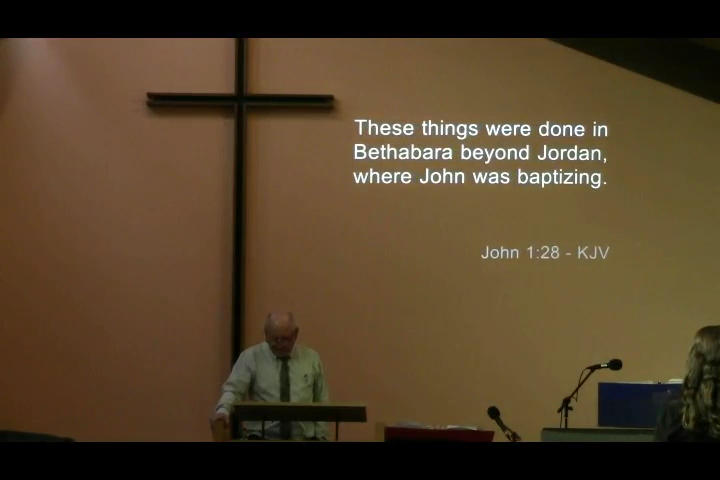 These things were done in
Bethabara beyond Jordan,
where John was baptizing.
John 1:28 - KJV